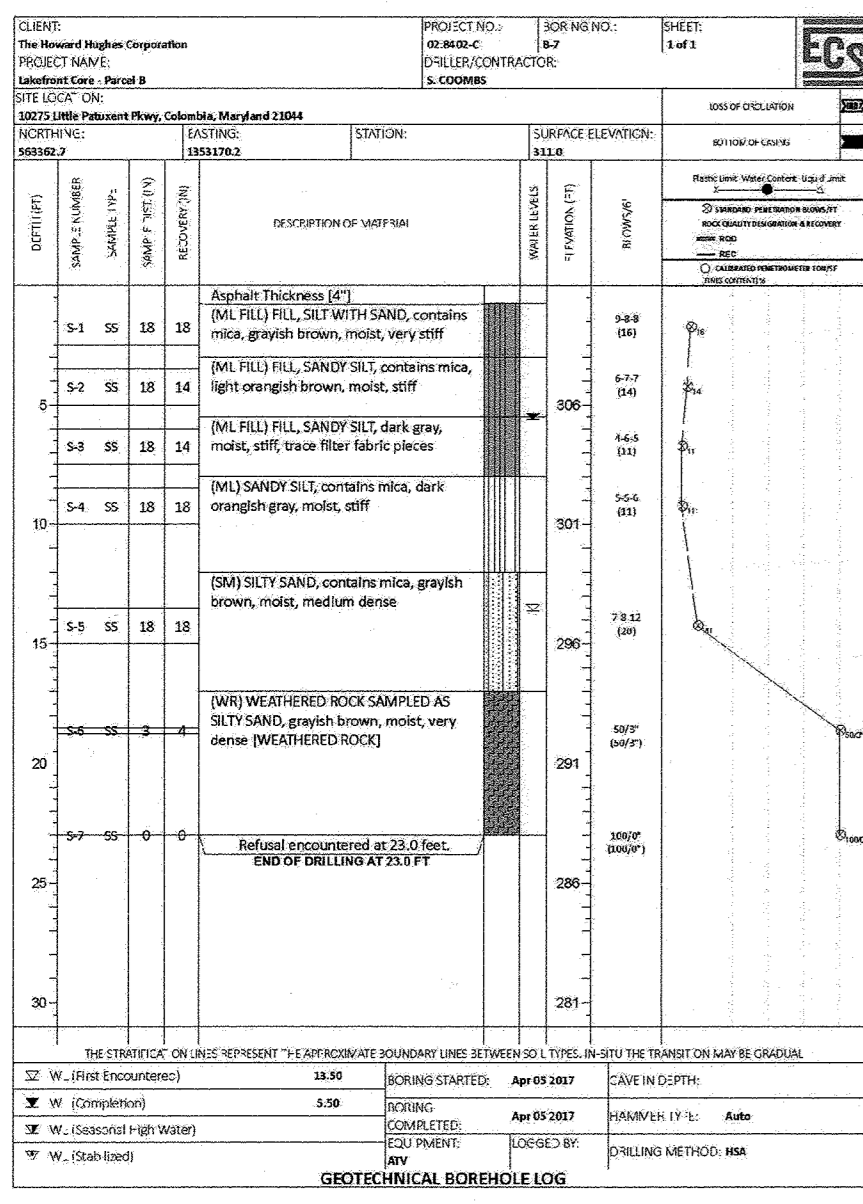 CLIENT: PROJECT NO.: BORING NO.: SHEET:
The Howard Hughes Corporation 02:8402-C B-7 1 of 1
PROJECT NAME: DRILLER/CONTRACTOR:
Lakefront Core - Parcel B S. COOMBS
ECS
SITE LOCATION:
10275 Little Patuxent Pkwy, Colombia, Maryland 21044
LOSS OF CIRCULATION
NORTHING: EASTING: STATION: SURFACE ELEVATION:
563362.7 1353170.2 311.0
BOTTOM OF CASING
DEPTH (FT)
SAMPLE NUMBER
SAMPLE TYPE
SAMPLE DIST. (IN)
RECOVERY (IN)
DESCRIPTION OF MATERIAL
WATER LEVELS
ELEVATION (FT)
BLOWS/6"
Plastic Limit Water Content Liquid Limit
STANDARD PENETRATION BLOWS/FT
ROCK QUALITY DESIGNATION & RECOVERY
RQD
REC
CALIBRATED PENETROMETER TON/SF
[FINES CONTENT] %
Asphalt Thickness [4"]
(ML FILL) FILL, SILT WITH SAND, contains
mica, grayish brown, moist, very stiff
S-1 SS 18 18
9-8-8
(16)
16
(ML FILL) FILL, SANDY SILT, contains mica,
light orangish brown, moist, stiff
S-2 SS 18 14
6-7-7
(14)
14
5 306
(ML FILL) FILL, SANDY SILT, dark gray,
moist, stiff, trace filter fabric pieces
S-3 SS 18 14
4-6-5
(11)
11
(ML) SANDY SILT, contains mica, dark
orangish gray, moist, stiff
S-4 SS 18 18
5-5-6
(11)
11
10 301
(SM) SILTY SAND, contains mica, grayish
brown, moist, medium dense
S-5 SS 18 18
7-8-12
(20)
15 296
(WR) WEATHERED ROCK SAMPLED AS
SILTY SAND, grayish brown, moist, very
dense [WEATHERED ROCK]
S-6 SS 3 4
50/3"
(50/3")
20 291
S-7 SS 0 0
100/0"
(100/0")
Refusal encountered at 23.0 feet.
END OF DRILLING AT 23.0 FT
25 286
30 281
THE STRATIFICATION LINES REPRESENT THE APPROXIMATE BOUNDARY LINES BETWEEN SOIL TYPES. IN-SITU THE TRANSITION MAY BE GRADUAL
WL (First Encountered) 13.50 BORING STARTED: Apr 05 2017 CAVE IN DEPTH:
WL (Completion) 5.50 BORING COMPLETED: Apr 05 2017 HAMMER TYPE: Auto
WL (Seasonal High Water)
WL (Stabilized) EQUIPMENT: ATV LOGGED BY: DRILLING METHOD: HSA
GEOTECHNICAL BOREHOLE LOG